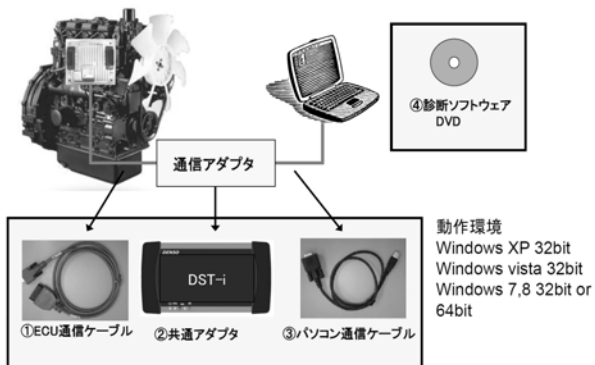 ④診断ソフトウェア
DVD
通信アダプタ
動作環境
Windows XP 32bit
Windows vista 32bit
Windows 7,8 32bit or
64bit
DENSO
DST-i
①ECU通信ケーブル
②共通アダプタ
③パソコン通信ケーブル